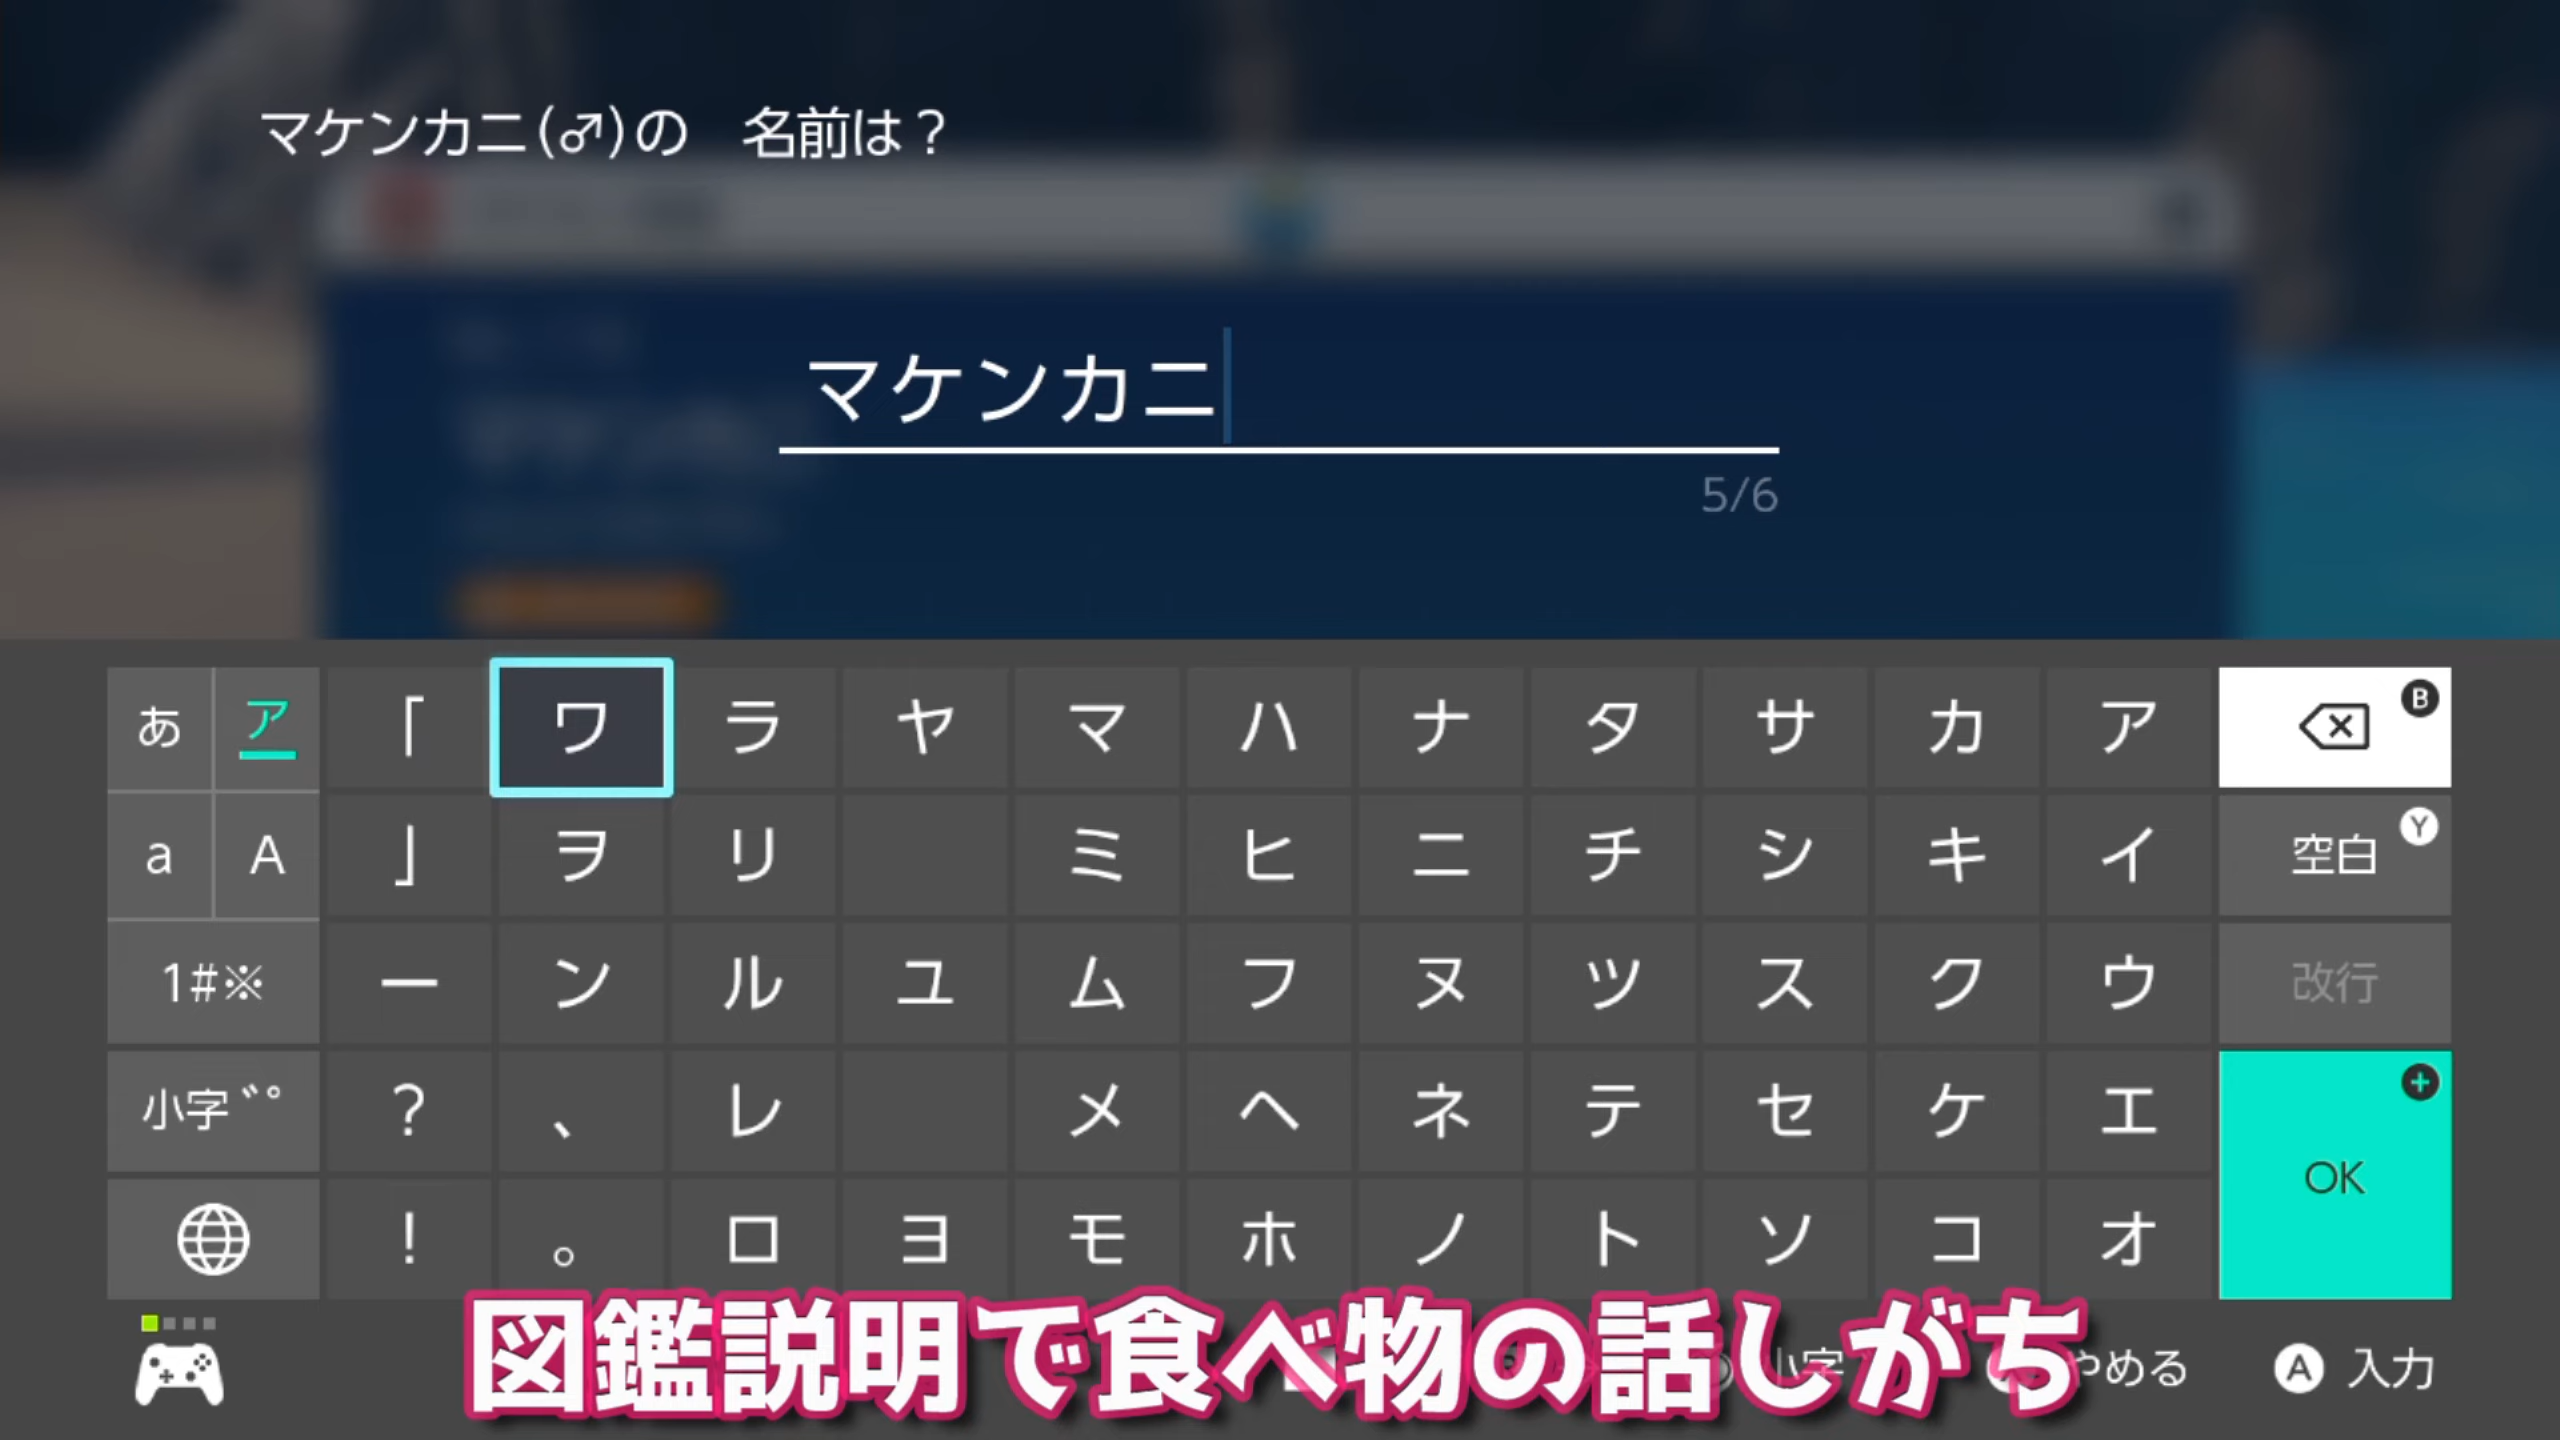 マケンカニ(♂)の　名前は？
マケンカニ
5/6
あ ア 「 ワ ラ ヤ マ ハ ナ タ サ カ ア B
a A 」 ヲ リ ミ ヒ ニ チ シ キ イ 空白 Y
1#※ ー ン ル ユ ム フ ヌ ツ ス ク ウ 改行
小字゛゜ ? 、 レ メ ヘ ネ テ セ ケ エ
! 。 ロ ヨ モ ホ ノ ト ソ コ オ OK
図鑑説明で食べ物の話しがち
小字 やめる A 入力